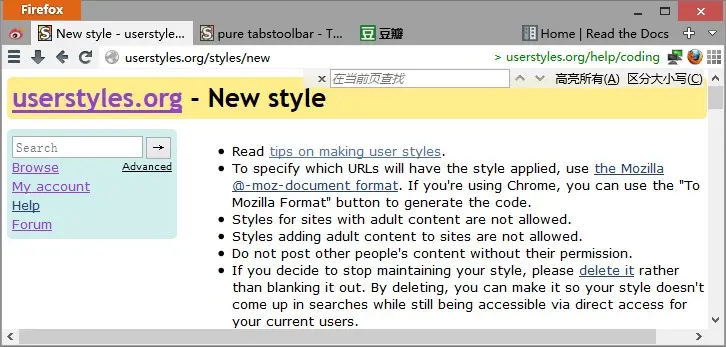 Firefox
New style - userstyles...
pure tabstoolbar - T...
豆瓣
Home | Read the Docs
userstyles.org/styles/new
> userstyles.org/help/coding
× 在当前页查找 高亮所有(A) 区分大小写(C)
userstyles.org - New style
Search →
Browse Advanced
My account
Help
Forum
• Read tips on making user styles.
• To specify which URLs will have the style applied, use the Mozilla
@-moz-document format. If you're using Chrome, you can use the "To
Mozilla Format" button to generate the code.
• Styles for sites with adult content are not allowed.
• Styles adding adult content to sites are not allowed.
• Do not post other people's content without their permission.
• If you decide to stop maintaining your style, please delete it rather
than blanking it out. By deleting, you can make it so your style doesn't
come up in searches while still being accessible via direct access for
your current users.